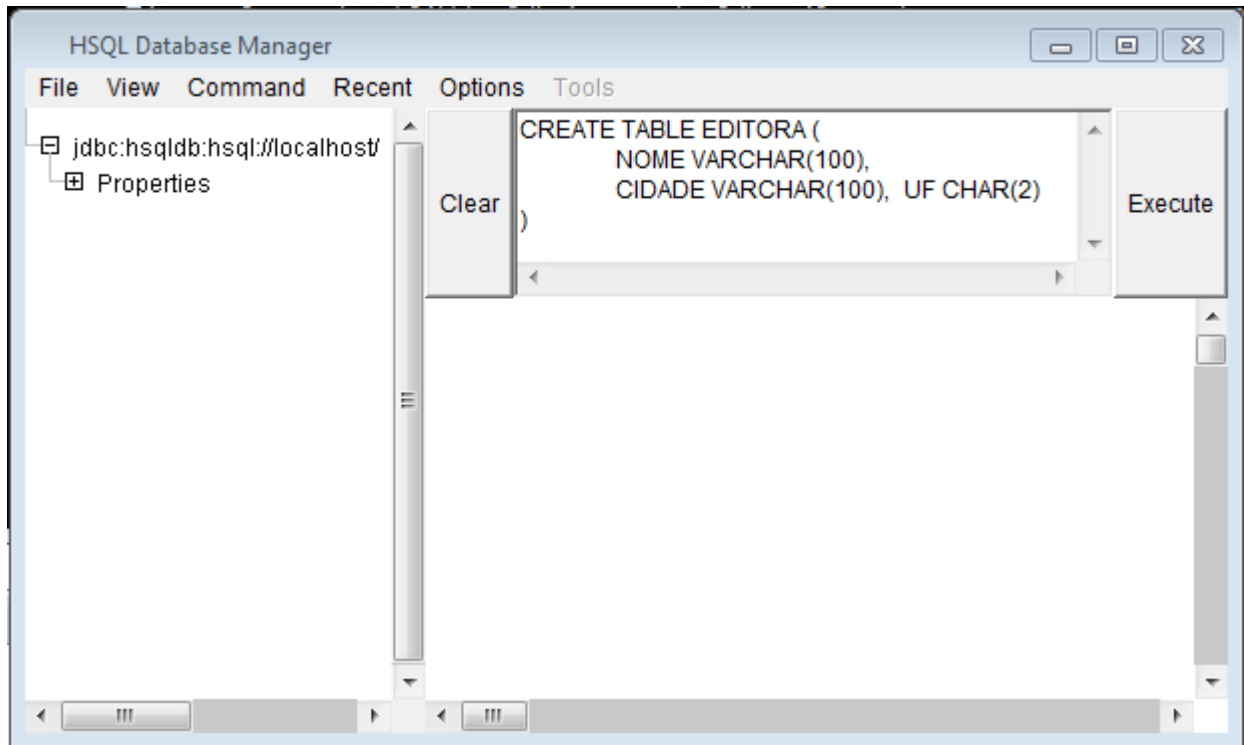 HSQL Database Manager
File View Command Recent Options Tools
jdbc:hsqldb:hsql://localhost/
Properties
Clear
CREATE TABLE EDITORA (
NOME VARCHAR(100),
CIDADE VARCHAR(100), UF CHAR(2)
)
Execute